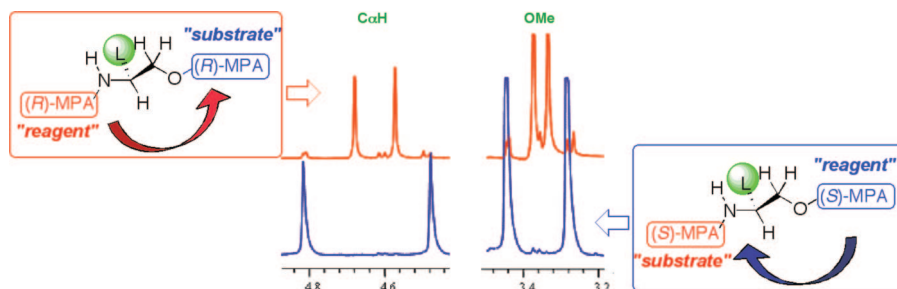 CαH
OMe
"substrate"
H
L
H
H
N
O
(R)-MPA
H
(R)-MPA
"reagent"
"reagent"
H
L
H
H
N
O
(S)-MPA
H
(S)-MPA
"substrate"
4.8
4.6
3.4
3.2